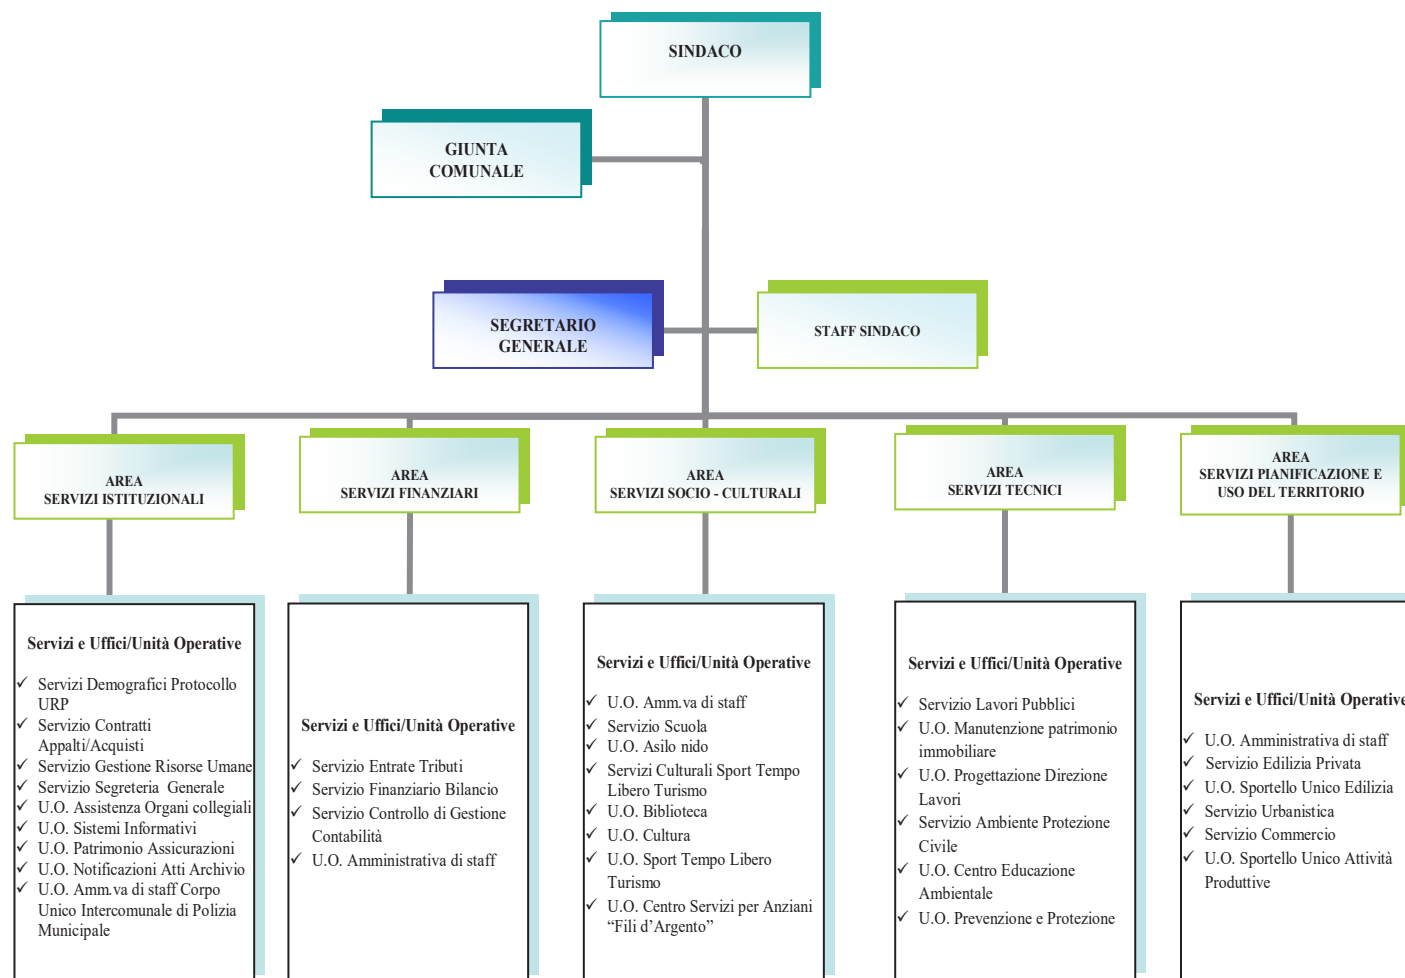 SINDACO
GIUNTA
COMUNALE
SEGRETARIO
GENERALE
STAFF SINDACO
AREA
SERVIZI ISTITUZIONALI
AREA
SERVIZI FINANZIARI
AREA
SERVIZI SOCIO - CULTURALI
AREA
SERVIZI TECNICI
AREA
SERVIZI PIANIFICAZIONE E
USO DEL TERRITORIO
Servizi e Uffici/Unità Operative
✓ Servizi Demografici Protocollo
URP
✓ Servizio Contratti
Appalti/Acquisti
✓ Servizio Gestione Risorse Umane
✓ Servizio Segreteria Generale
✓ U.O. Assistenza Organi collegiali
✓ U.O. Sistemi Informativi
✓ U.O. Patrimonio Assicurazioni
✓ U.O. Notificazioni Atti Archivio
✓ U.O. Amm.va di staff Corpo
Unico Intercomunale di Polizia
Municipale
Servizi e Uffici/Unità Operative
✓ Servizio Entrate Tributi
✓ Servizio Finanziario Bilancio
✓ Servizio Controllo di Gestione
Contabilità
✓ U.O. Amministrativa di staff
Servizi e Uffici/Unità Operative
✓ U.O. Amm.va di staff
✓ Servizio Scuola
✓ U.O. Asilo nido
✓ Servizi Culturali Sport Tempo
Libero Turismo
✓ U.O. Biblioteca
✓ U.O. Cultura
✓ U.O. Sport Tempo Libero
Turismo
✓ U.O. Centro Servizi per Anziani
“Fili d’Argento”
Servizi e Uffici/Unità Operative
✓ Servizio Lavori Pubblici
✓ U.O. Manutenzione patrimonio
immobiliare
✓ U.O. Progettazione Direzione
Lavori
✓ Servizio Ambiente Protezione
Civile
✓ U.O. Centro Educazione
Ambientale
✓ U.O. Prevenzione e Protezione
Servizi e Uffici/Unità Operative
✓ U.O. Amministrativa di staff
✓ Servizio Edilizia Privata
✓ U.O. Sportello Unico Edilizia
✓ Servizio Urbanistica
✓ Servizio Commercio
✓ U.O. Sportello Unico Attività
Produttive